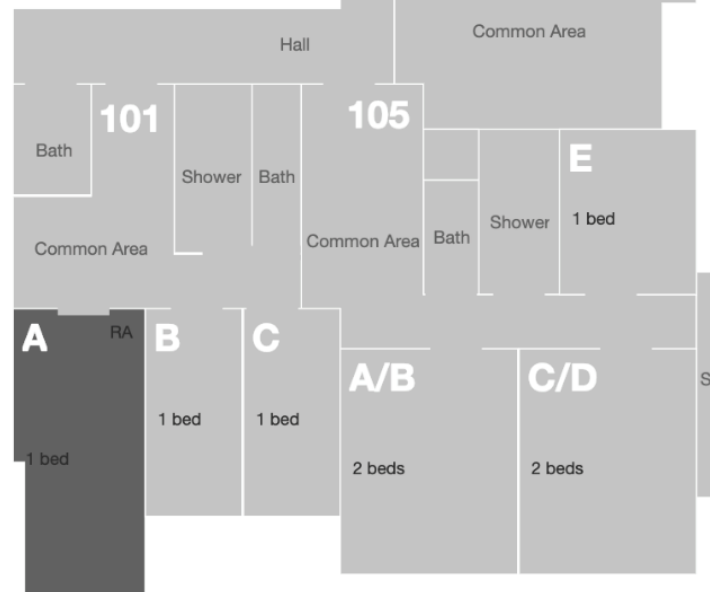 Common Area
Hall
101
105
Bath
E
Shower
Bath
1 bed
Shower
Bath
Common Area
Common Area
A
RA
B
C
A/B
C/D
S
1 bed
1 bed
1 bed
2 beds
2 beds